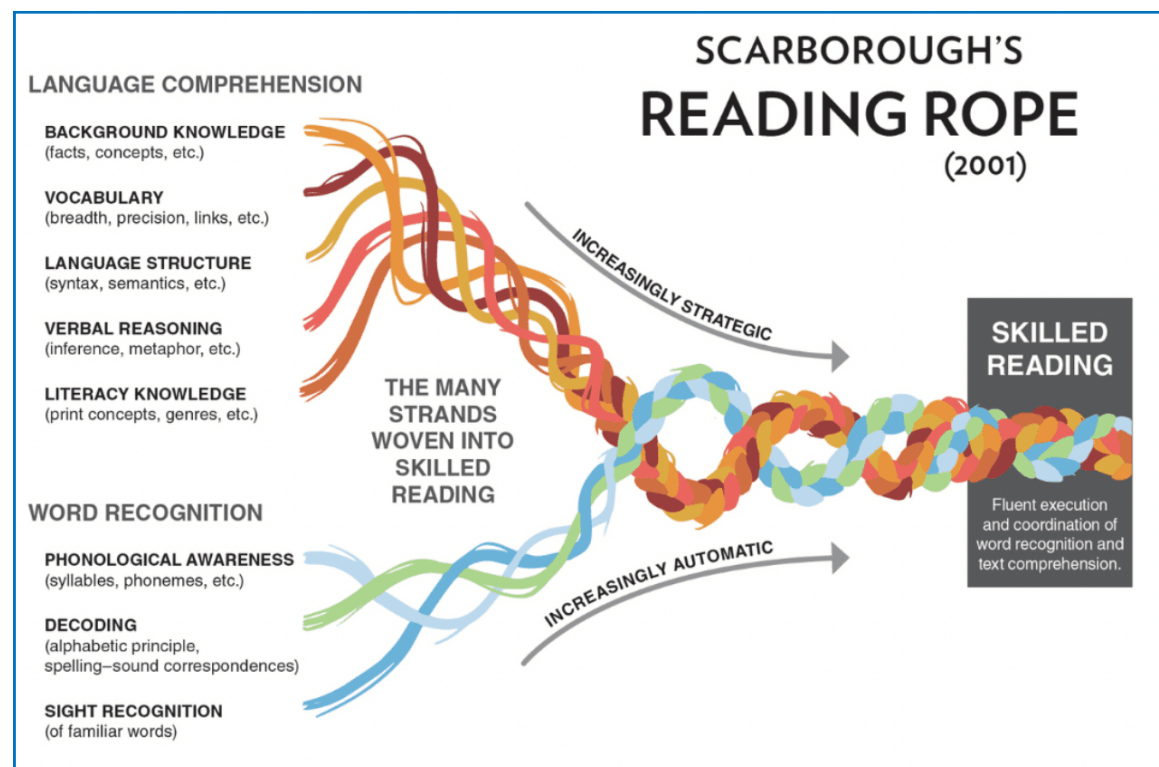 SCARBOROUGH'S
READING ROPE
(2001)
LANGUAGE COMPREHENSION
BACKGROUND KNOWLEDGE
(facts, concepts, etc.)
VOCABULARY
(breadth, precision, links, etc.)
LANGUAGE STRUCTURE
(syntax, semantics, etc.)
VERBAL REASONING
(inference, metaphor, etc.)
LITERACY KNOWLEDGE
(print concepts, genres, etc.)
WORD RECOGNITION
PHONOLOGICAL AWARENESS
(syllables, phonemes, etc.)
DECODING
(alphabetic principle,
spelling–sound correspondences)
SIGHT RECOGNITION
(of familiar words)
THE MANY
STRANDS
WOVEN INTO
SKILLED
READING
INCREASINGLY STRATEGIC
INCREASINGLY AUTOMATIC
SKILLED
READING
Fluent execution
and coordination of
word recognition and
text comprehension.